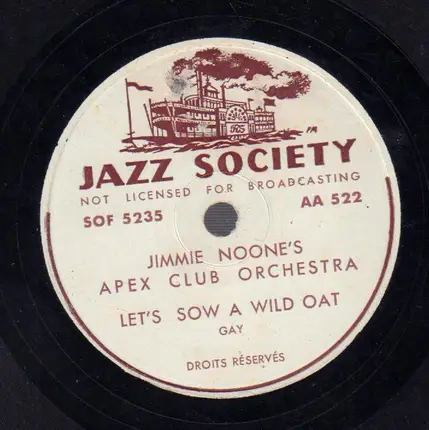 JAZZ SOCIETY
NOT LICENSED FOR BROADCASTING
SOF 5235 AA 522
JIMMIE NOONE'S
APEX CLUB ORCHESTRA
LET'S SOW A WILD OAT
GAY
DROITS RÉSERVÉS